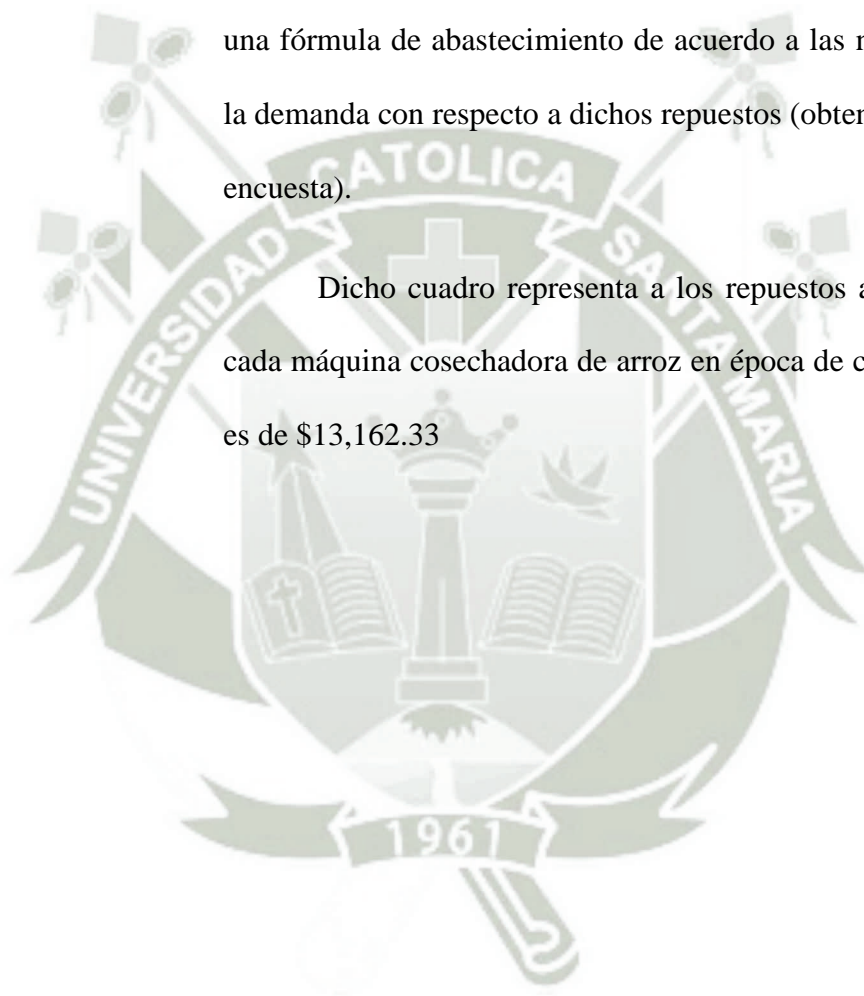 una fórmula de abastecimiento de acuerdo a las
la demanda con respecto a dichos repuestos
encuesta).
Dicho cuadro representa a los repuestos
cada máquina cosechadora de arroz en época de
es de $13,162.33
UNIVERSIDAD CATOLICA SANTA MARIA
1961